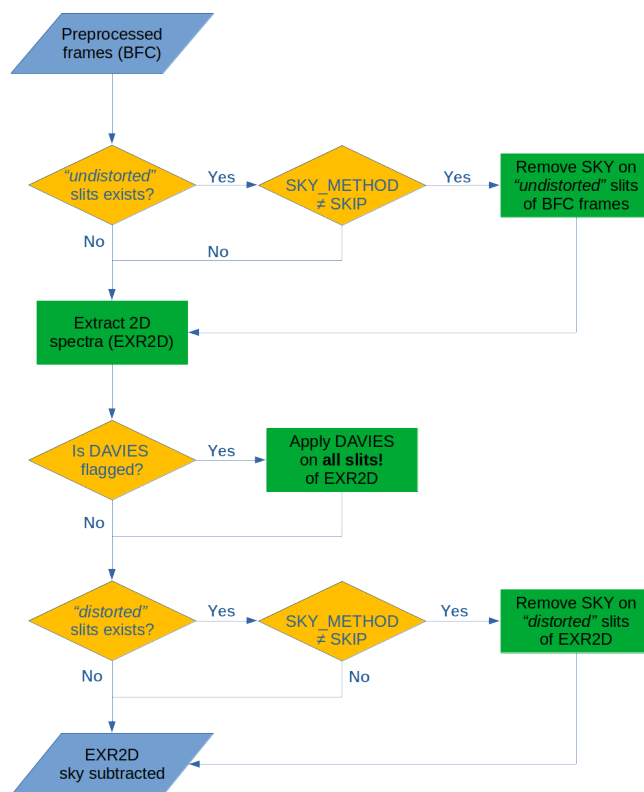 Preprocessed
frames (BFC)
“undistorted”
slits exists?
Yes
SKY_METHOD
≠ SKIP
Yes
Remove SKY on
“undistorted” slits
of BFC frames
No
No
Extract 2D
spectra (EXR2D)
Is DAVIES
flagged?
Yes
Apply DAVIES
on all slits!
of EXR2D
No
“distorted”
slits exists?
Yes
SKY_METHOD
≠ SKIP
Yes
Remove SKY on
“distorted” slits
of EXR2D
No
No
EXR2D
sky subtracted